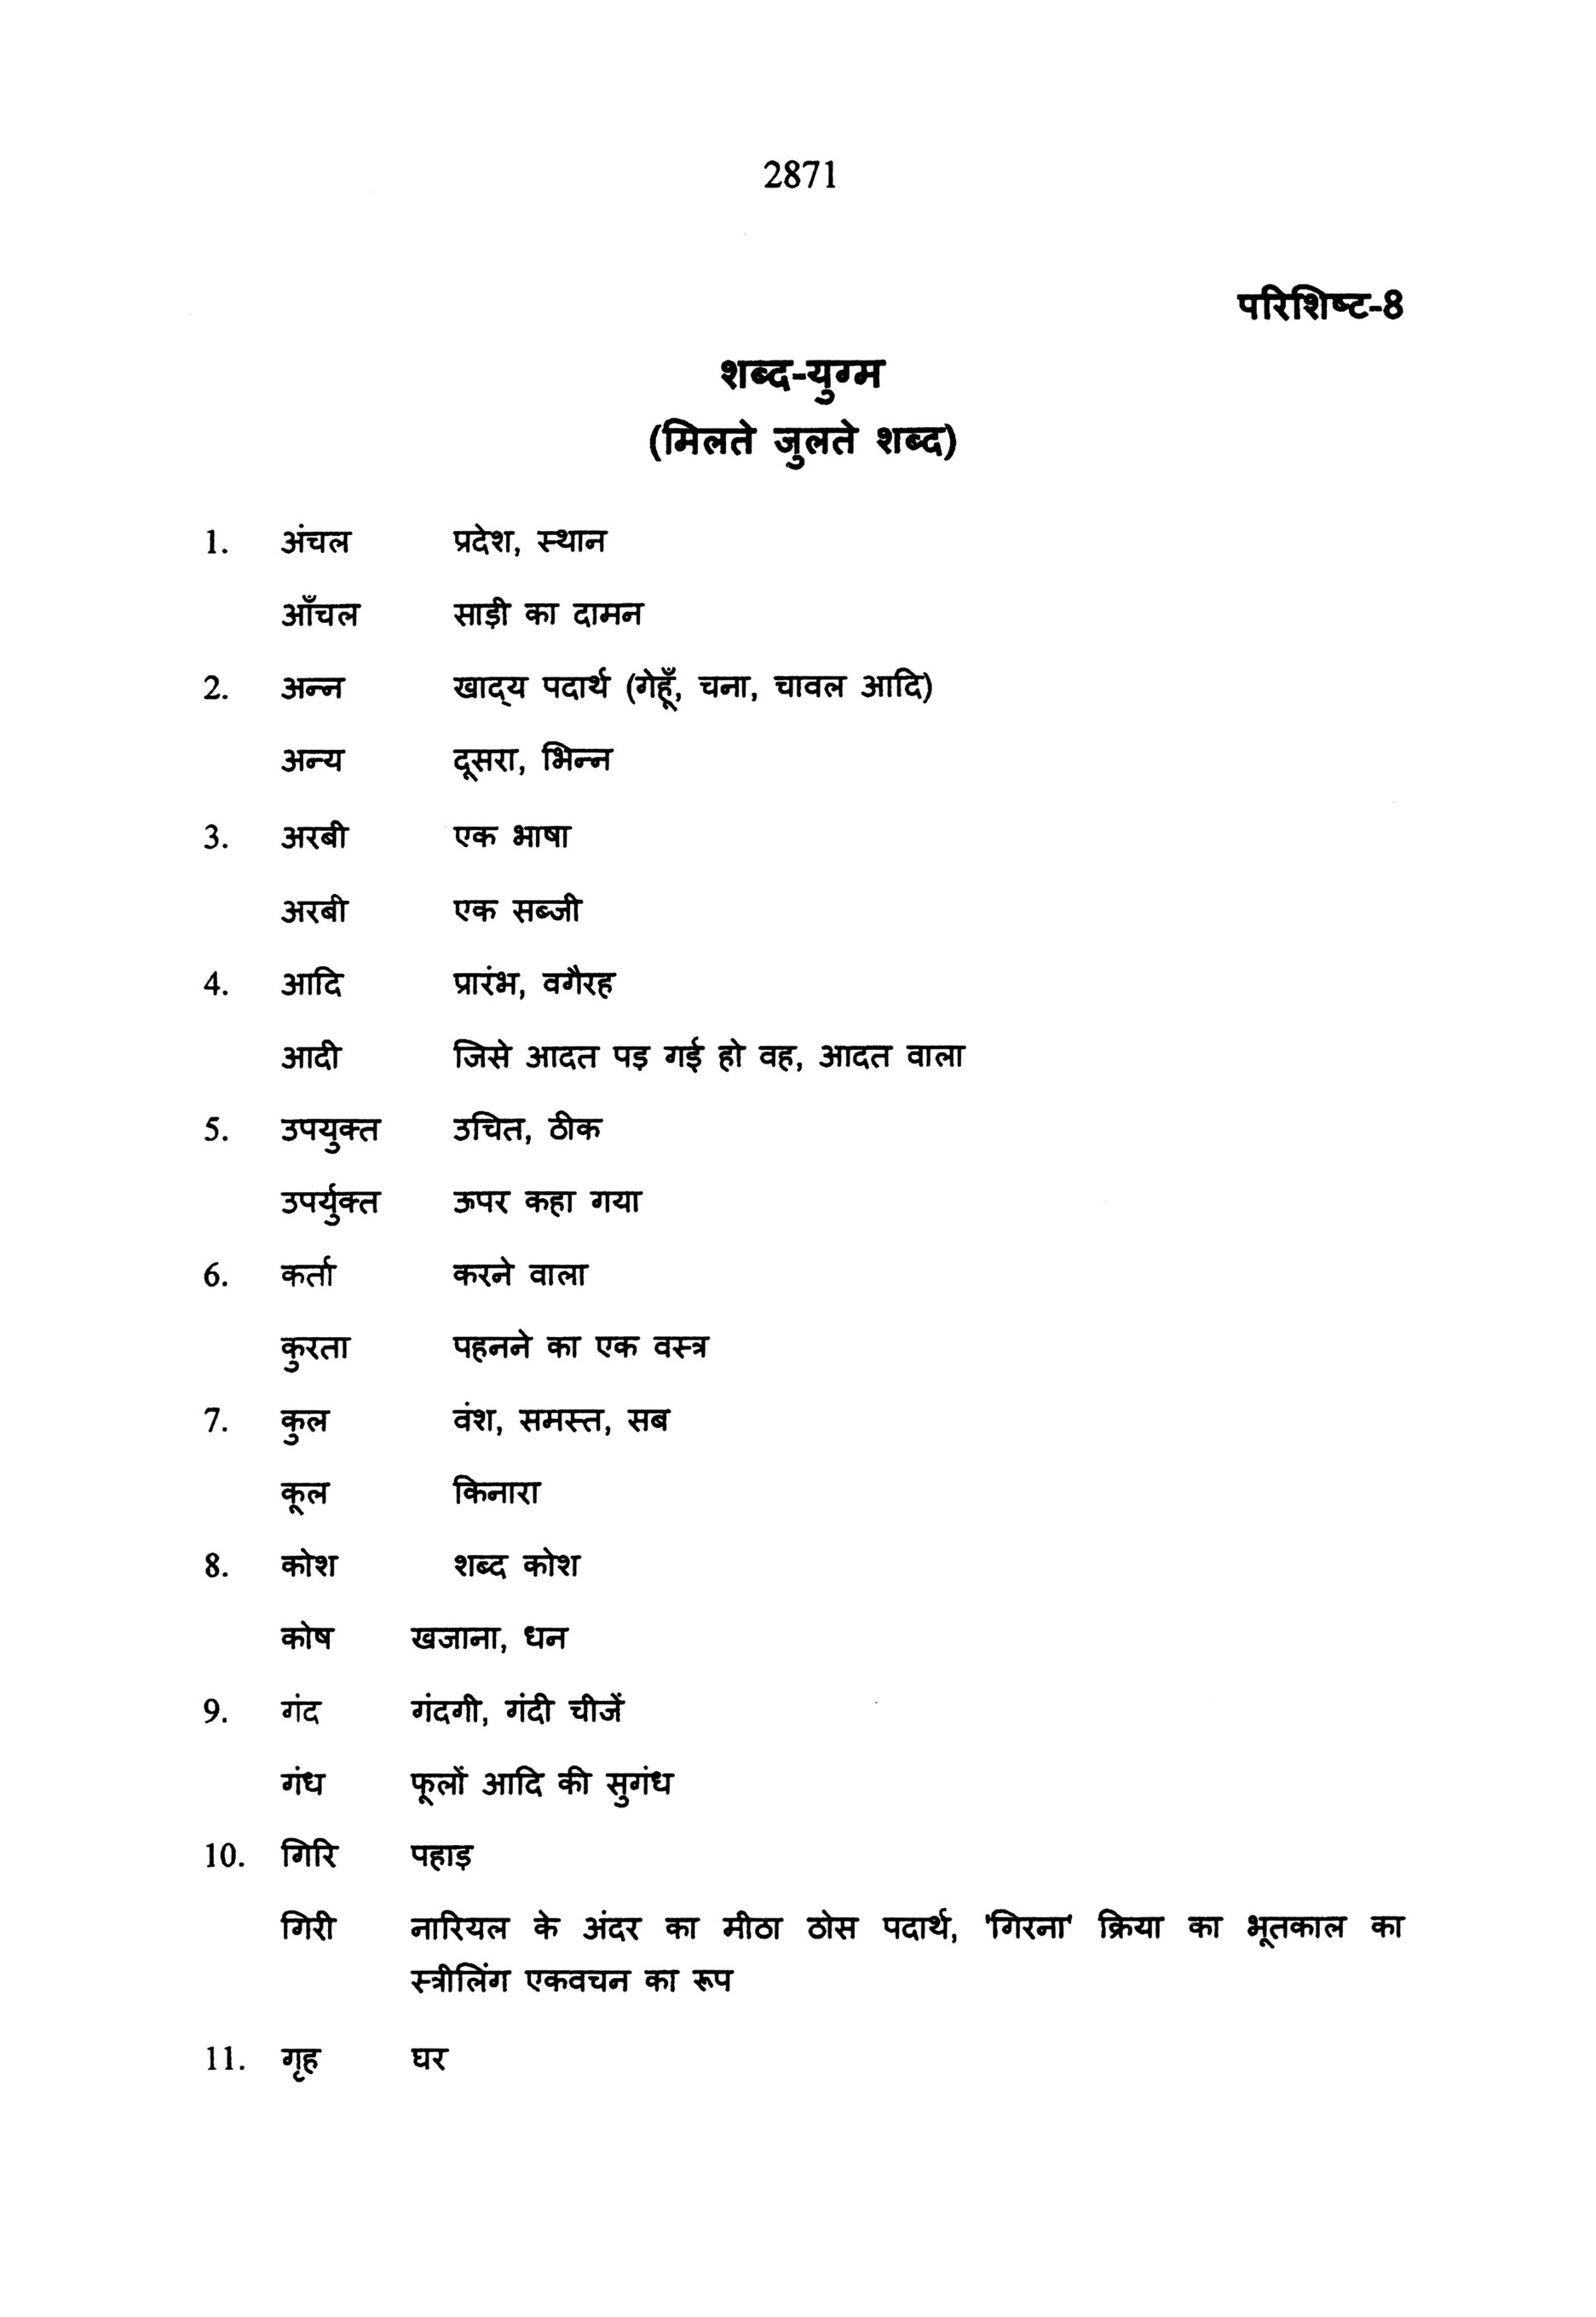 2871
परिशिष्ट-8
शब्द-युग्म
(मिलते जुलते शब्द)
1. अंचल प्रदेश, स्थान
आँचल साड़ी का दामन
2. अन्न खाद्‌य पदार्थ (गेहूँ, चना, चावल आदि)
अन्य दूसरा, भिन्न
3. अरबी एक भाषा
अरबी एक सब्जी
4. आदि प्रारंभ, वगैरह
आदी जिसे आदत पड़ गई हो वह, आदत वाला
5. उपयुक्त उचित, ठीक
उपर्युक्त ऊपर कहा गया
6. कर्ता करने वाला
कुरता पहनने का एक वस्त्र
7. कुल वंश, समस्त, सब
कूल किनारा
8. कोश शब्द कोश
कोष खजाना, धन
9. गंद गंदगी, गंदी चीजें
गंध फूलों आदि की सुगंध
10. गिरि पहाड़
गिरी नारियल के अंदर का मीठा ठोस पदार्थ, 'गिरना' क्रिया का भूतकाल का
स्त्रीलिंग एकवचन का रूप
11. गृह घर